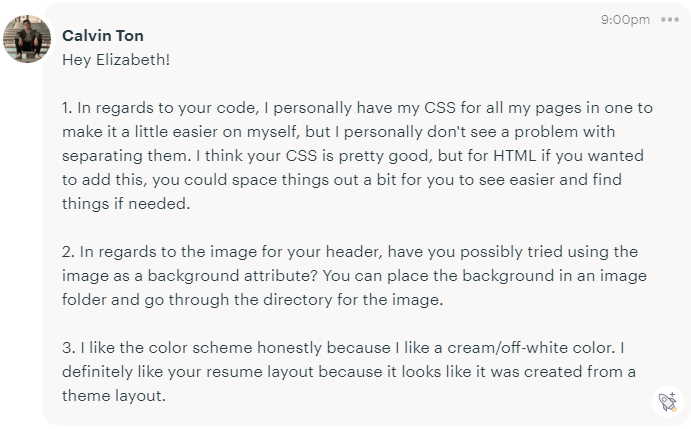 9:00pm
Calvin Ton
Hey Elizabeth!
1. In regards to your code, I personally have my CSS for all my pages in one to
make it a little easier on myself, but I personally don't see a problem with
separating them. I think your CSS is pretty good, but for HTML if you wanted
to add this, you could space things out a bit for you to see easier and find
things if needed.
2. In regards to the image for your header, have you possibly tried using the
image as a background attribute? You can place the background in an image
folder and go through the directory for the image.
3. I like the color scheme honestly because I like a cream/off-white color. I
definitely like your resume layout because it looks like it was created from a
theme layout.